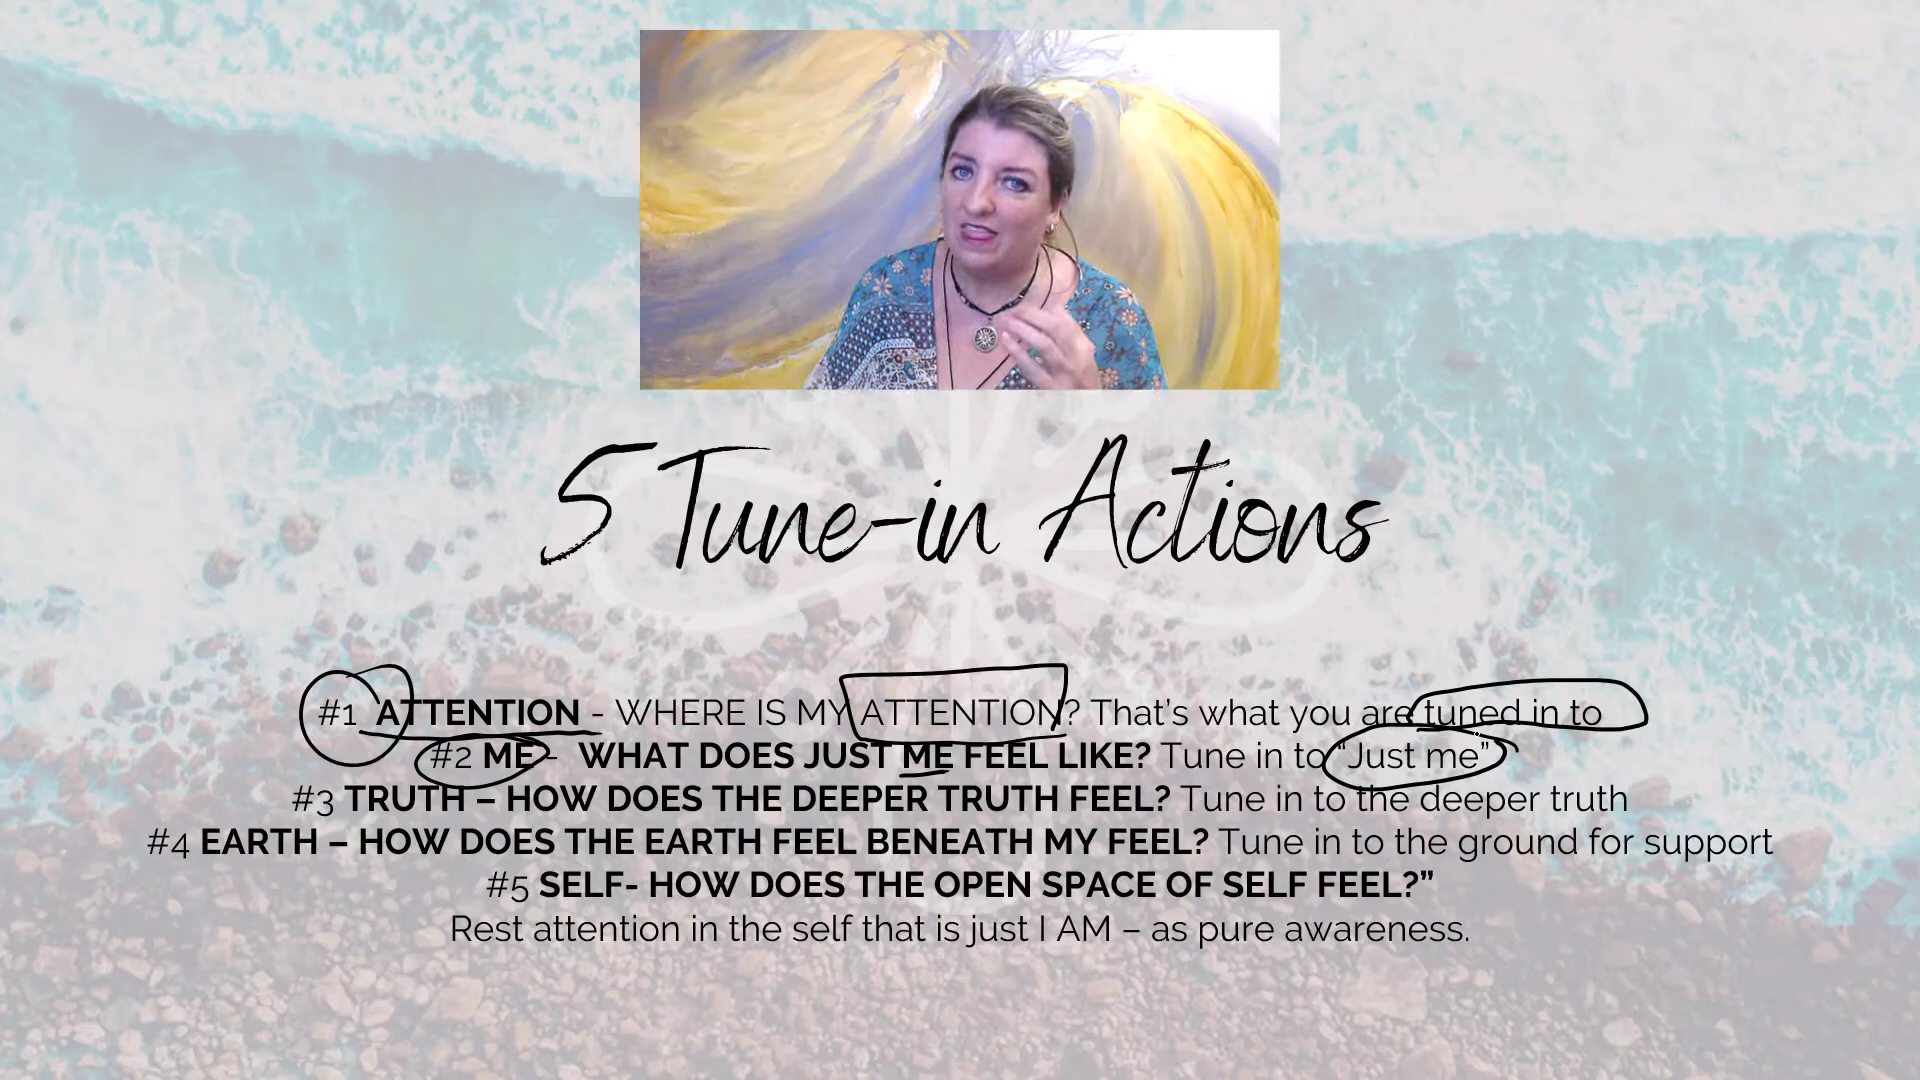 5 Tune-in Actions
#1 ATTENTION - WHERE IS MY ATTENTION? That’s what you are tuned in to
#2 ME - WHAT DOES JUST ME FEEL LIKE? Tune in to “Just me”
#3 TRUTH – HOW DOES THE DEEPER TRUTH FEEL? Tune in to the deeper truth
#4 EARTH – HOW DOES THE EARTH FEEL BENEATH MY FEEL? Tune in to the ground for support
#5 SELF- HOW DOES THE OPEN SPACE OF SELF FEEL?”
Rest attention in the self that is just I AM – as pure awareness.